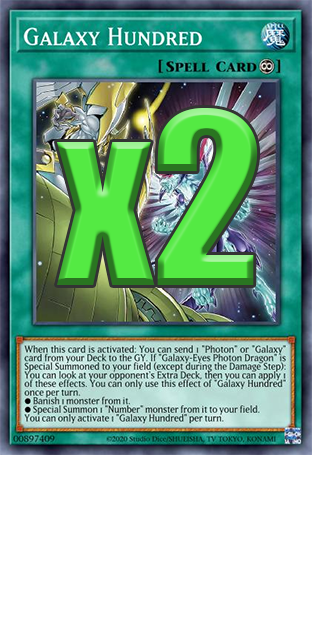 Galaxy Hundred
[Spell Card]
x2
When this card is activated: You can send 1 "Photon" or "Galaxy"
card from your Deck to the GY. If "Galaxy-Eyes Photon Dragon" is
Special Summoned to your field (except during the Damage Step):
You can look at your opponent's Extra Deck, then you can apply 1
of these effects. You can only use this effect of "Galaxy Hundred"
once per turn.
● Banish 1 monster from it.
● Special Summon 1 "Number" monster from it to your field.
You can only activate 1 "Galaxy Hundred" per turn.
00897409 ©2020 Studio Dice/SHUEISHA, TV TOKYO, KONAMI